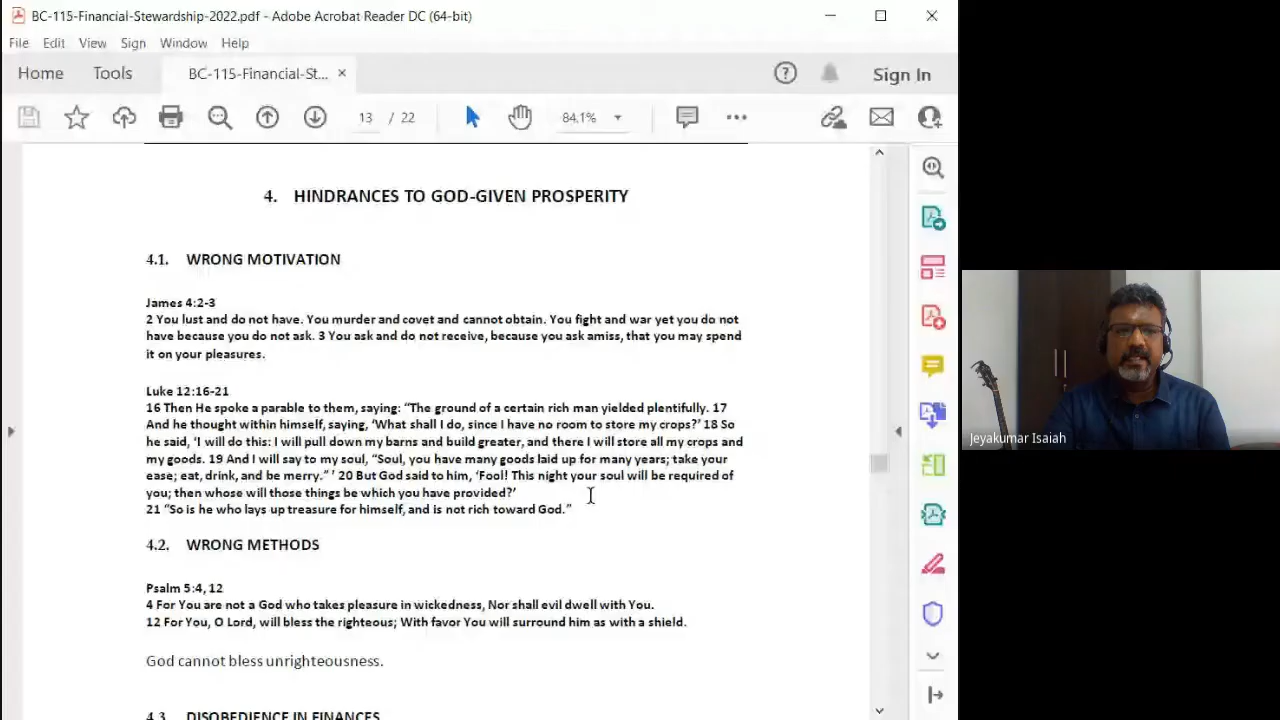 BC-115-Financial-Stewardship-2022.pdf - Adobe Acrobat Reader DC (64-bit)
File Edit View Sign Window Help
Home Tools BC-115-Financial-St... × Sign In
13 / 22 84.1%
4. HINDRANCES TO GOD-GIVEN PROSPERITY
4.1. WRONG MOTIVATION
James 4:2-3
2 You lust and do not have. You murder and covet and cannot obtain. You fight and war yet you do not
have because you do not ask. 3 You ask and do not receive, because you ask amiss, that you may spend
it on your pleasures.
Luke 12:16-21
16 Then He spoke a parable to them, saying: “The ground of a certain rich man yielded plentifully. 17
And he thought within himself, saying, ‘What shall I do, since I have no room to store my crops?’ 18 So
he said, ‘I will do this: I will pull down my barns and build greater, and there I will store all my crops and
my goods. 19 And I will say to my soul, “Soul, you have many goods laid up for many years; take your
ease; eat, drink, and be merry.” ’ 20 But God said to him, ‘Fool! This night your soul will be required of
you; then whose will those things be which you have provided?’
21 “So is he who lays up treasure for himself, and is not rich toward God.”
4.2. WRONG METHODS
Psalm 5:4, 12
4 For You are not a God who takes pleasure in wickedness, Nor shall evil dwell with You.
12 For You, O Lord, will bless the righteous; With favor You will surround him as with a shield.
God cannot bless unrighteousness.
4.3 DISOBEDIENCE IN FINANCES
Jeyakumar Isaiah